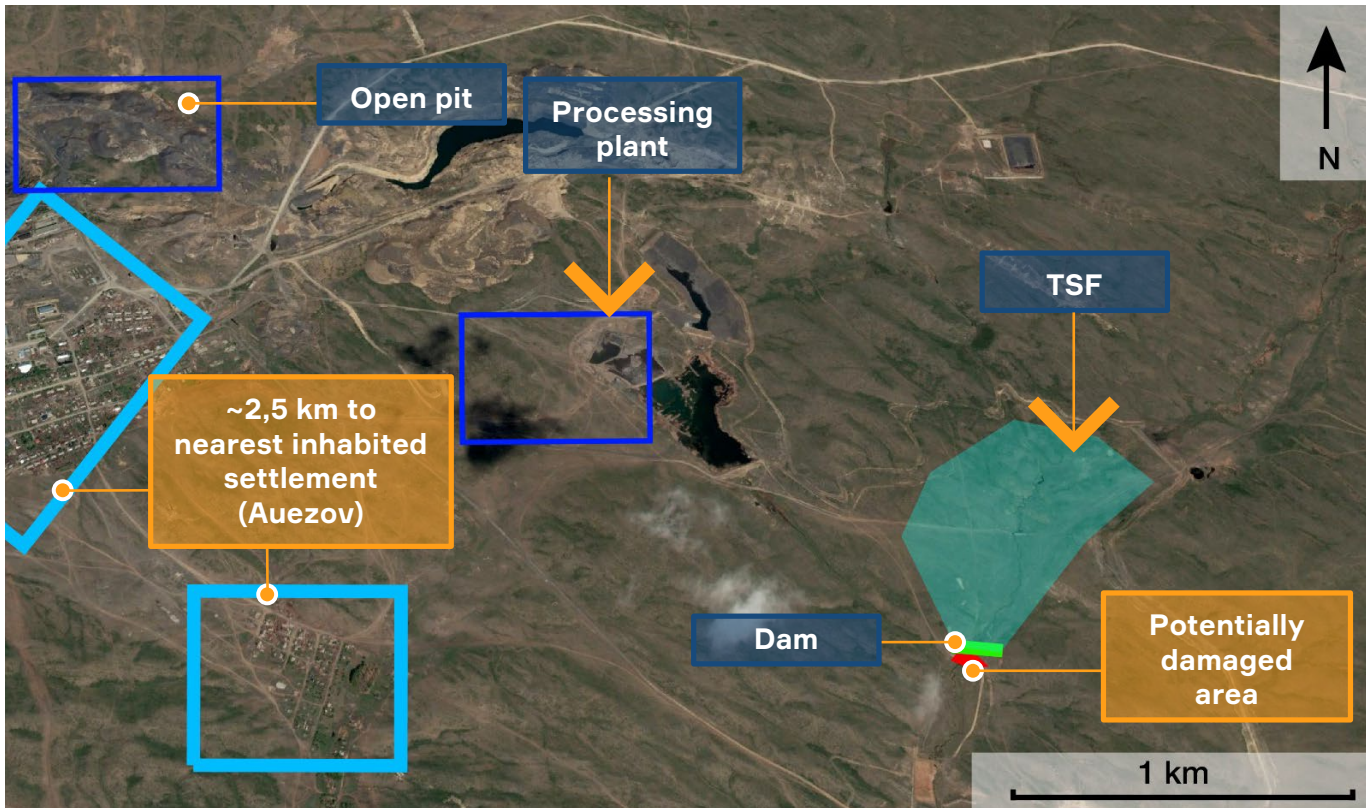 Open pit
Processing
plant
N
TSF
~2,5 km to
nearest inhabited
settlement
(Auezov)
Dam
Potentially
damaged
area
1 km